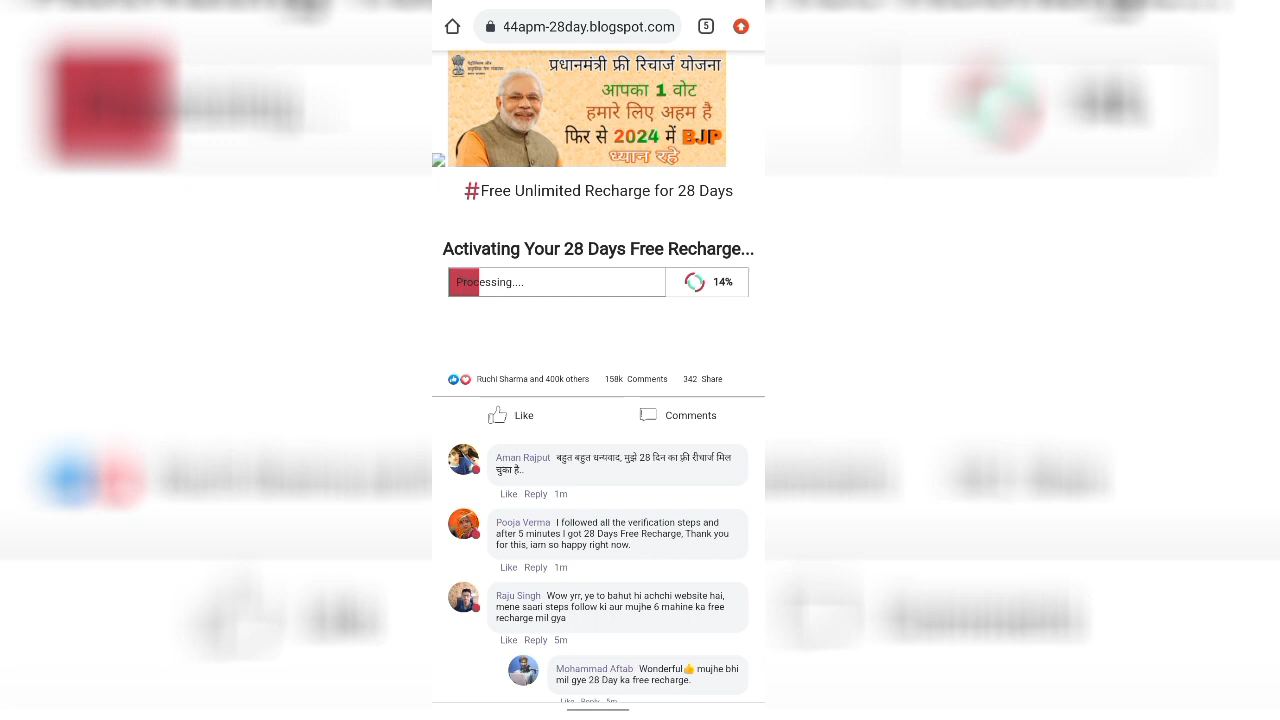 44apm-28day.blogspot.com
5
प्रधानमंत्री फ्री रिचार्ज योजना
आपका 1 वोट
हमारे लिए अहम है
फिर से 2024 में BJP
ध्यान रहे
#Free Unlimited Recharge for 28 Days
Activating Your 28 Days Free Recharge...
Processing....
14%
Ruchi Sharma and 400k others 158k Comments 342 Share
Like Comments
Aman Rajput बहुत बहुत धन्यवाद, मुझे 28 दिन का फ़्री रीचार्ज मिल
चुका है..
Like Reply 1m
Pooja Verma I followed all the verification steps and
after 5 minutes I got 28 Days Free Recharge, Thank you
for this, iam so happy right now.
Like Reply 1m
Raju Singh Wow yrr, ye to bahut hi achchi website hai,
mene saari steps follow ki aur mujhe 6 mahine ka free
recharge mil gya
Like Reply 5m
Mohammad Aftab Wonderful👍 mujhe bhi
mil gye 28 Day ka free recharge.
Like Reply 5m